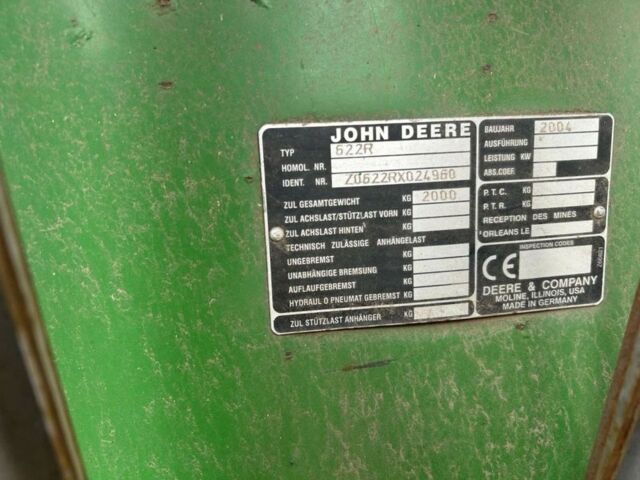 JOHN DEERE
TYP 622R
HOMOL. NR.
IDENT. NR. Z0622RX024960
ZUL GESAMTGEWICHT KG 2000
ZUL ACHSLAST/STÜTZLAST VORN KG
ZUL ACHSLAST HINTEN KG
TECHNISCH ZULÄSSIGE ANHÄNGELAST
UNGEBREMST KG
UNABHÄNGIGE BREMSUNG KG
AUFLAUFGEBREMST KG
HYDRAUL O PNEUMAT GEBREMST KG
ZUL STÜTZLAST ANHÄNGER KG
BAUJAHR 2004
AUSFÜHRUNG
LEISTUNG KW
ABS.COEF.
P.T.C. KG
P.T.R. KG
RECEPTION DES MINES
ORLEANS LE
INSPECTION CODES
CE
DEERE & COMPANY
MOLINE, ILLINOIS, USA
MADE IN GERMANY